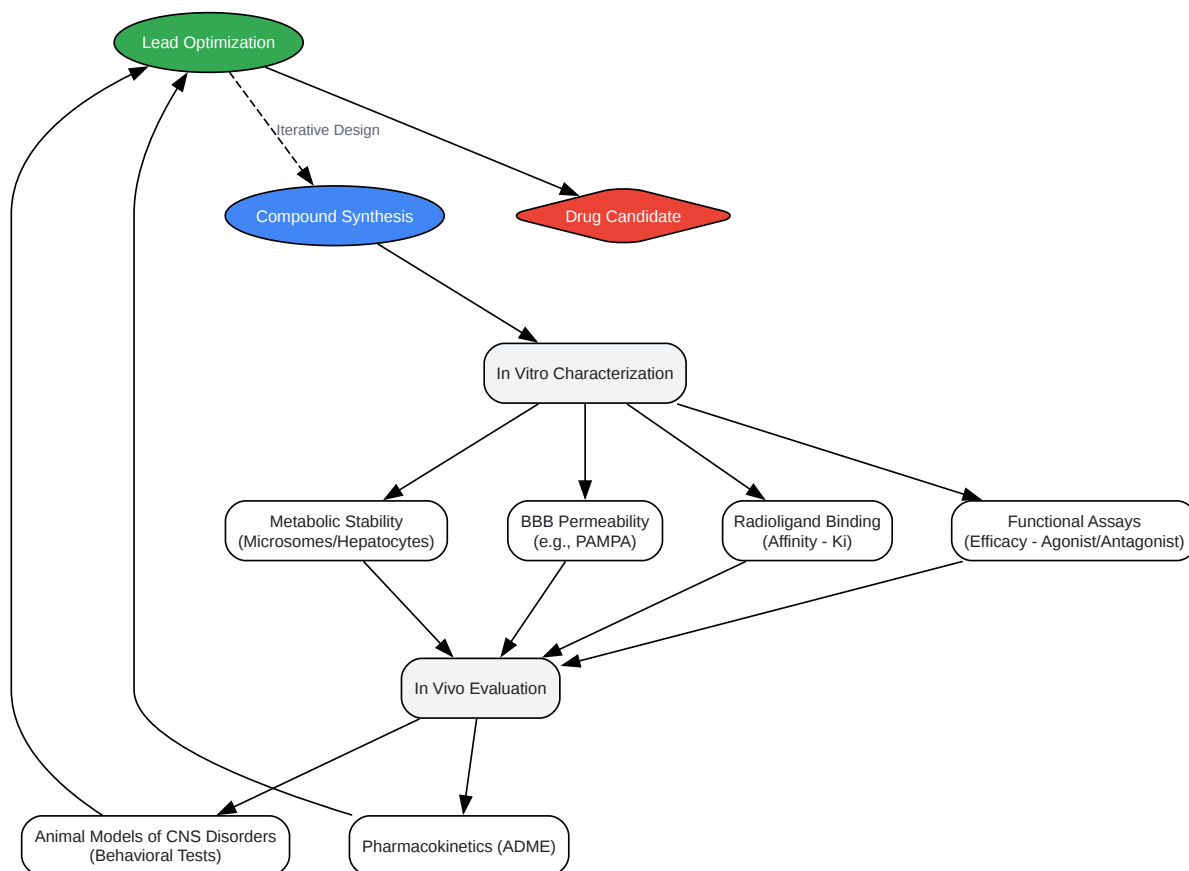 Lead Optimization
Iterative Design
Compound Synthesis
Drug Candidate
In Vitro Characterization
Metabolic Stability
(Microsomes/Hepatocytes)
BBB Permeability
(e.g., PAMPA)
Radioligand Binding
(Affinity - Ki)
Functional Assays
(Efficacy - Agonist/Antagonist)
In Vivo Evaluation
Animal Models of CNS Disorders
(Behavioral Tests)
Pharmacokinetics (ADME)